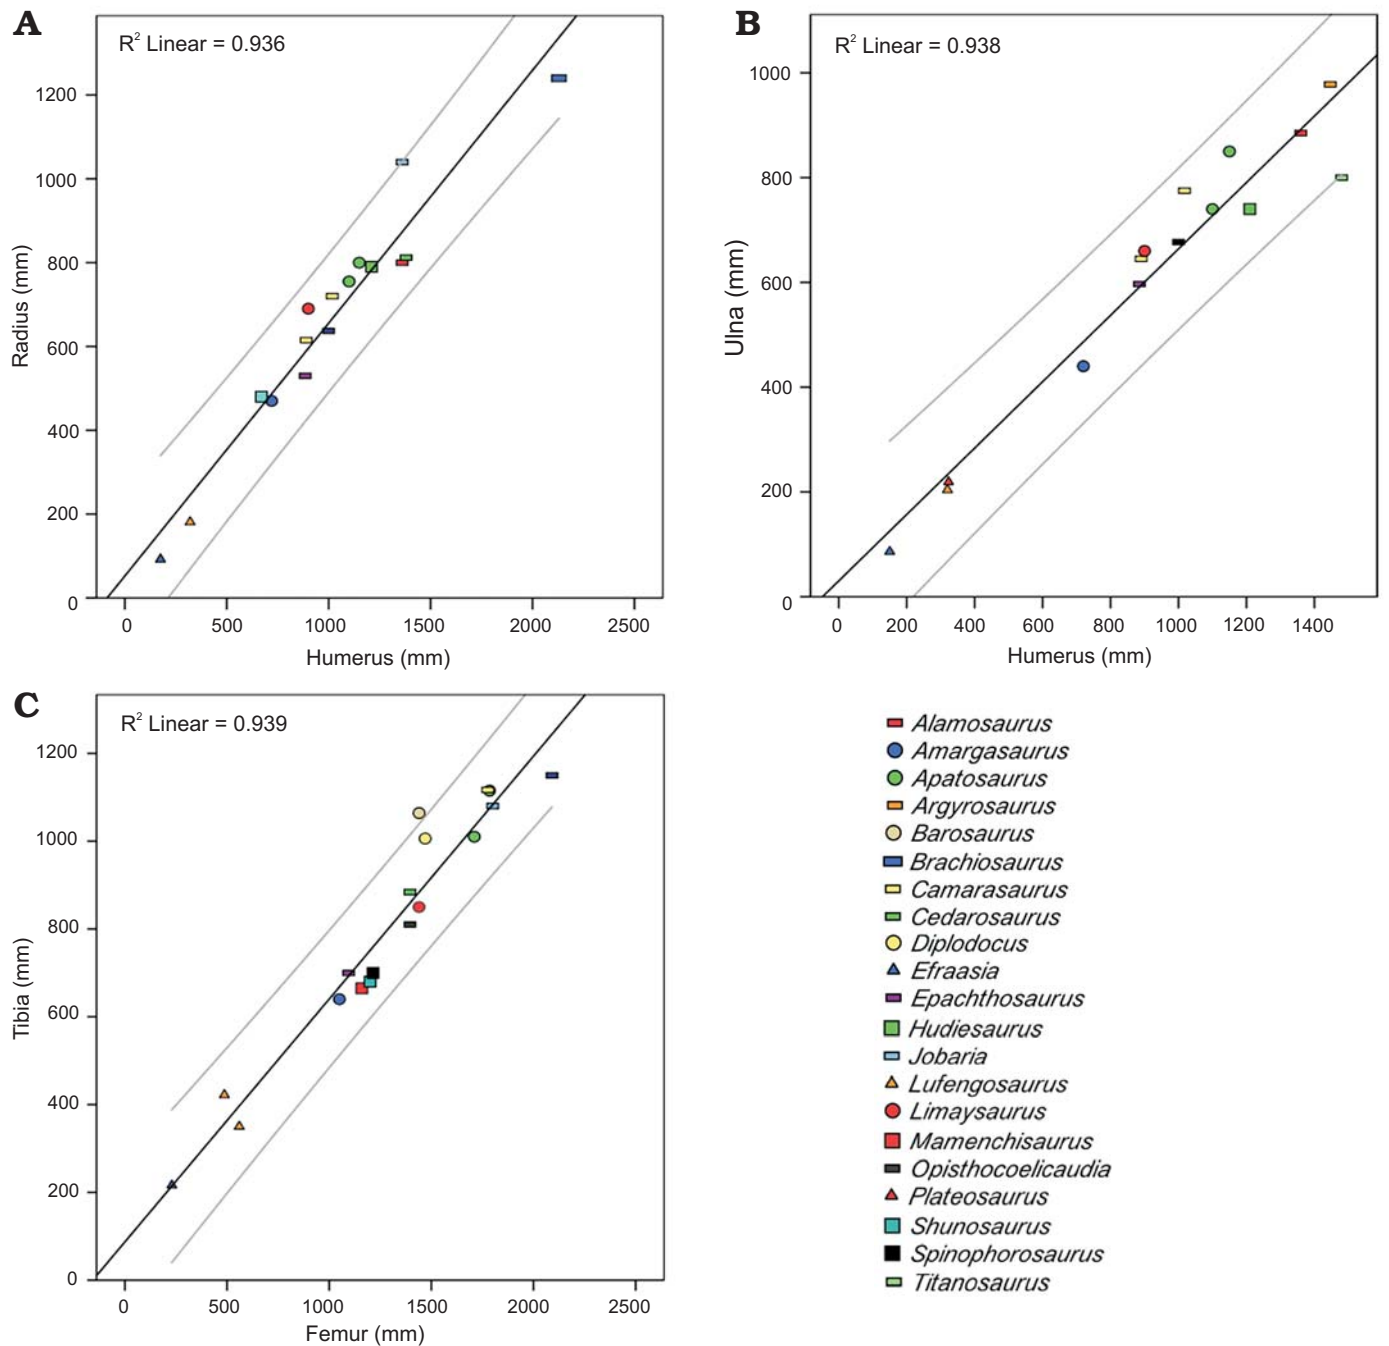 A
R² Linear = 0.936
1200
1000
800
600
400
200
0
Radius (mm)
0 500 1000 1500 2000 2500
Humerus (mm)
B
R² Linear = 0.938
1000
800
600
400
200
0
Ulna (mm)
0 200 400 600 800 1000 1200 1400
Humerus (mm)
C
R² Linear = 0.939
1200
1000
800
600
400
200
0
Tibia (mm)
0 500 1000 1500 2000 2500
Femur (mm)
Alamosaurus
Amargasaurus
Apatosaurus
Argyrosaurus
Barosaurus
Brachiosaurus
Camarasaurus
Cedarosaurus
Diplodocus
Efraasia
Epachthosaurus
Hudiesaurus
Jobaria
Lufengosaurus
Limaysaurus
Mamenchisaurus
Opisthocoelicaudia
Plateosaurus
Shunosaurus
Spinophorosaurus
Titanosaurus